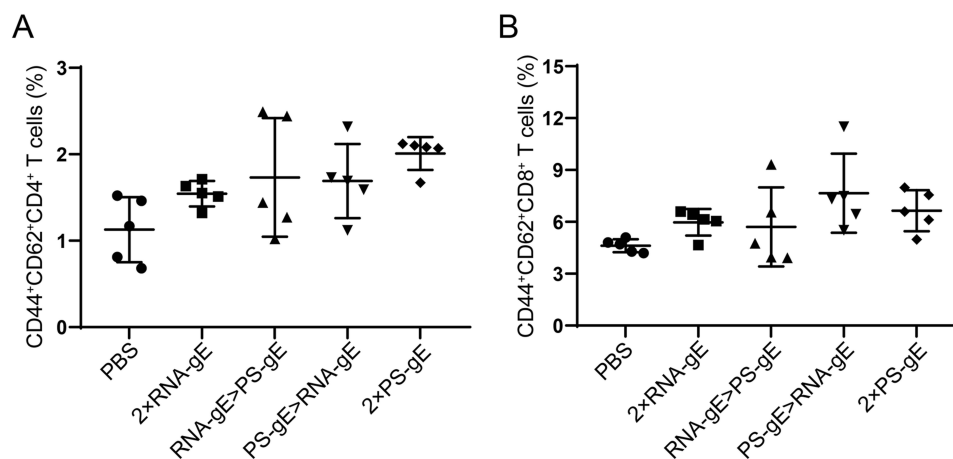 A
CD44⁺CD62⁺CD4⁺ T cells (%)
3
2
1
0
PBS
2×RNA-gE
RNA-gE>PS-gE
PS-gE>RNA-gE
2×PS-gE
B
CD44⁺CD62⁺CD8⁺ T cells (%)
15
12
9
6
3
0
PBS
2×RNA-gE
RNA-gE>PS-gE
PS-gE>RNA-gE
2×PS-gE